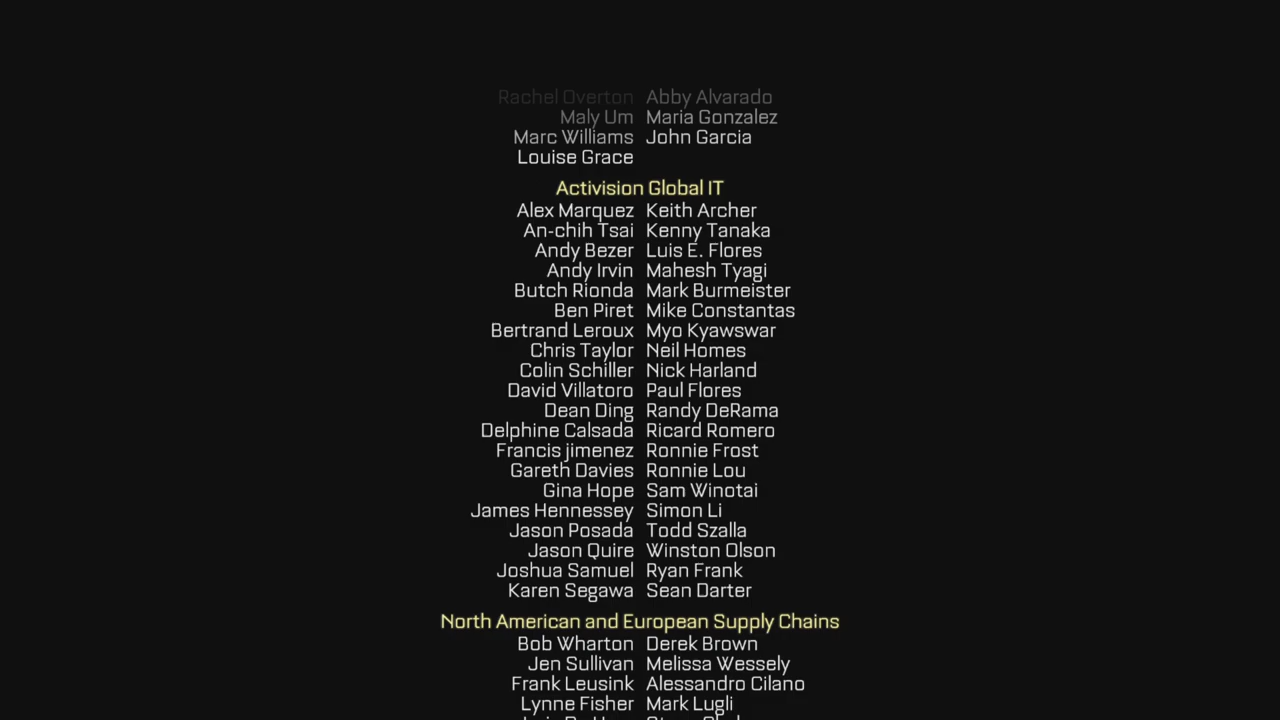 Rachel Overton Abby Alvarado
Maly Um Maria Gonzalez
Marc Williams John Garcia
Louise Grace
Activision Global IT
Alex Marquez Keith Archer
An-chih Tsai Kenny Tanaka
Andy Bezer Luis E. Flores
Andy Irvin Mahesh Tyagi
Butch Rionda Mark Burmeister
Ben Piret Mike Constantas
Bertrand Leroux Myo Kyawswar
Chris Taylor Neil Homes
Colin Schiller Nick Harland
David Villatoro Paul Flores
Dean Ding Randy DeRama
Delphine Calsada Ricard Romero
Francis jimenez Ronnie Frost
Gareth Davies Ronnie Lou
Gina Hope Sam Winotai
James Hennessey Simon Li
Jason Posada Todd Szalla
Jason Quire Winston Olson
Joshua Samuel Ryan Frank
Karen Segawa Sean Darter
North American and European Supply Chains
Bob Wharton Derek Brown
Jen Sullivan Melissa Wessely
Frank Leusink Alessandro Cilano
Lynne Fisher Mark Lugli